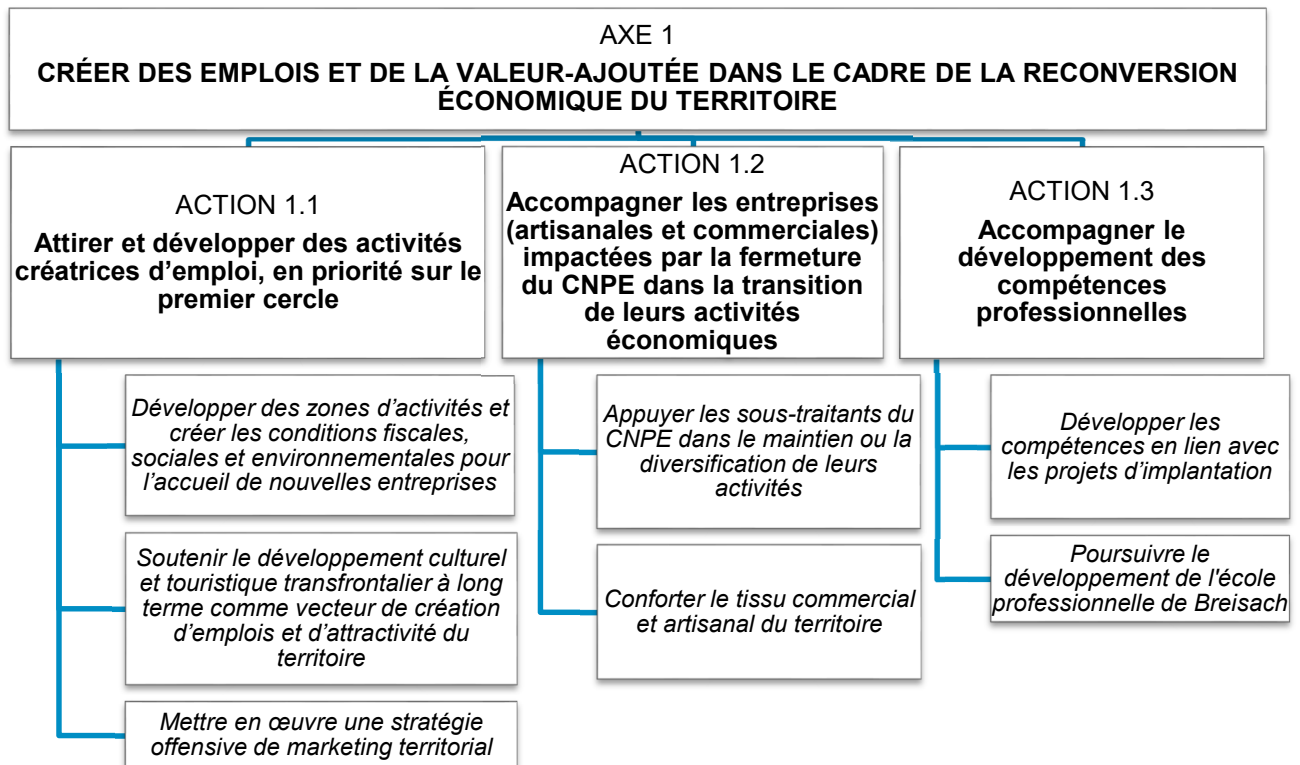 AXE 1
CRÉER DES EMPLOIS ET DE LA VALEUR-AJOUTÉE DANS LE CADRE DE LA RECONVERSION
ÉCONOMIQUE DU TERRITOIRE
ACTION 1.1
Attirer et développer des activités
créatrices d’emploi, en priorité sur le
premier cercle
Développer des zones d’activités et
créer les conditions fiscales,
sociales et environnementales pour
l’accueil de nouvelles entreprises
Soutenir le développement culturel
et touristique transfrontalier à long
terme comme vecteur de création
d’emplois et d’attractivité du
territoire
Mettre en œuvre une stratégie
offensive de marketing territorial
ACTION 1.2
Accompagner les entreprises
(artisanales et commerciales)
impactées par la fermeture
du CNPE dans la transition
de leurs activités
économiques
Appuyer les sous-traitants du
CNPE dans le maintien ou la
diversification de leurs
activités
Conforter le tissu commercial
et artisanal du territoire
ACTION 1.3
Accompagner le
développement des
compétences
professionnelles
Développer les
compétences en lien avec
les projets d’implantation
Poursuivre le
développement de l'école
professionnelle de Breisach